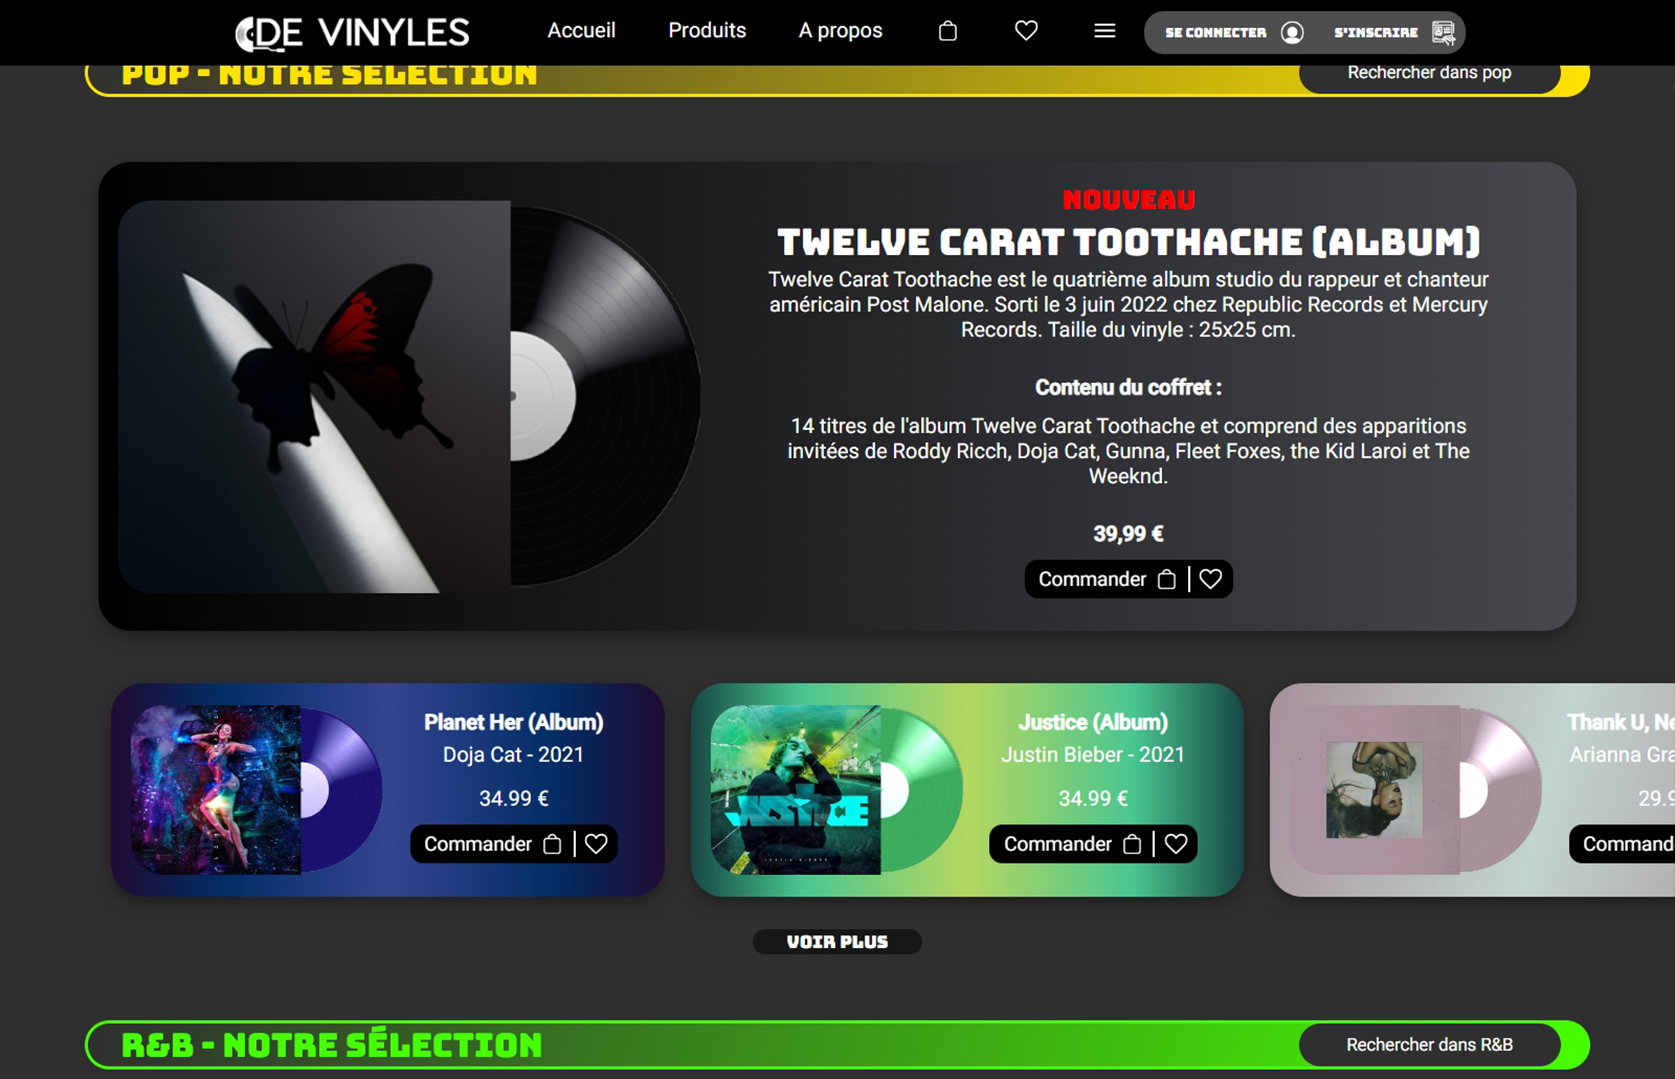 DE VINYLES
Accueil
Produits
A propos
SE CONNECTER
S'INSCRIRE
POP - NOTRE SÉLECTION
Rechercher dans pop
NOUVEAU
TWELVE CARAT TOOTHACHE (ALBUM)
Twelve Carat Toothache est le quatrième album studio du rappeur et chanteur
américain Post Malone. Sorti le 3 juin 2022 chez Republic Records et Mercury
Records. Taille du vinyle : 25x25 cm.
Contenu du coffret :
14 titres de l'album Twelve Carat Toothache et comprend des apparitions
invitées de Roddy Ricch, Doja Cat, Gunna, Fleet Foxes, the Kid Laroi et The
Weeknd.
39,99 €
Commander
Planet Her (Album)
Doja Cat - 2021
34.99 €
Commander
JUSTICE
JUSTIN BIEBER
Justice (Album)
Justin Bieber - 2021
34.99 €
Commander
Thank U, Ne
Arianna Gra
29.9
Command
VOIR PLUS
R&B - NOTRE SÉLECTION
Rechercher dans R&B